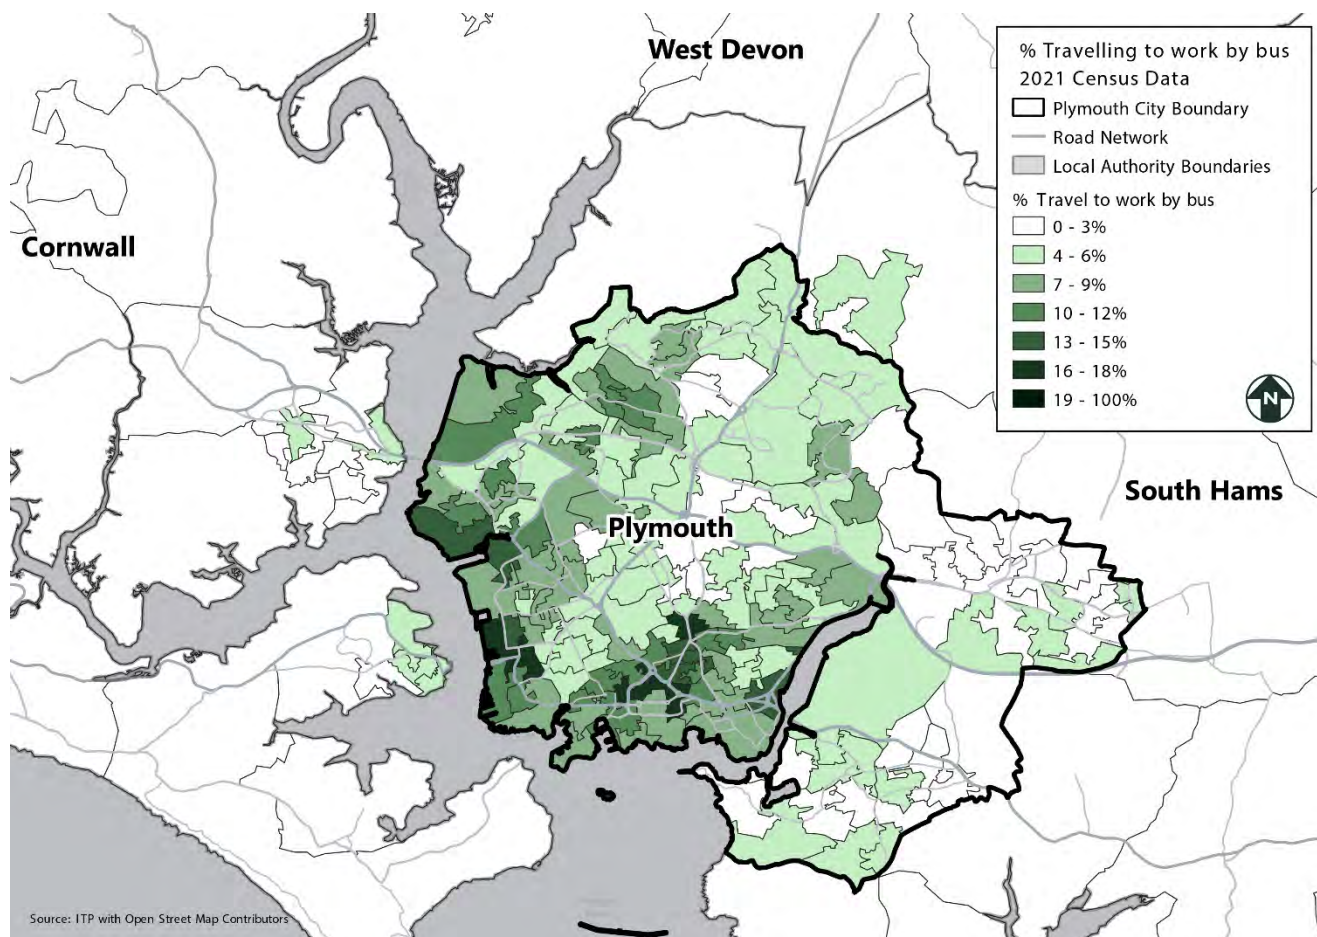 West Devon
Cornwall
Plymouth
South Hams
% Travelling to work by bus
2021 Census Data
Plymouth City Boundary
Road Network
Local Authority Boundaries
% Travel to work by bus
0 - 3%
4 - 6%
7 - 9%
10 - 12%
13 - 15%
16 - 18%
19 - 100%
N
Source: ITP with Open Street Map Contributors